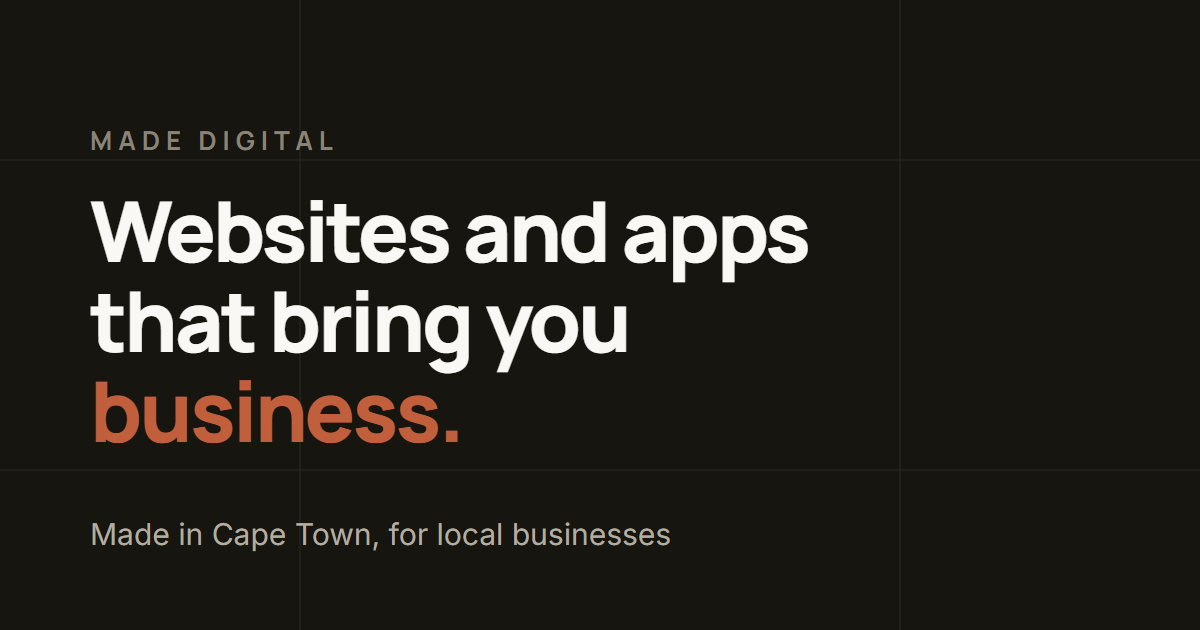 MADE DIGITAL
Websites and apps
that bring you
business.
Made in Cape Town, for local businesses